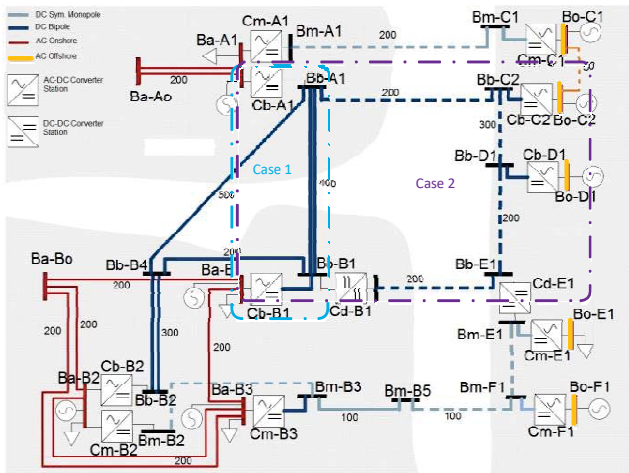 DC Sym. Monopole
DC Bipole
AC Onshore
AC Offshore
AC-DC Converter
Station
DC-DC Converter
Station
Cm-A1
Ba-A1
Bm-A1
200
Bm-C1
Bo-C1
Cm-C1
200
Ba-Ao
Cb-A1
Bb-A1
200
Bb-C2
Cb-C2
Bo-C2
300
Case 1
Case 2
Bb-D1
Cb-D1
Bo-D1
400
200
200
Bb-B4
Bb-E1
Ba-Bo
200
200
Cb-B1
Cd-B1
Cd-E1
Bo-E1
200
200
300
200
Bm-E1
Cm-E1
Cb-B2
Ba-B2
Bb-B2
Ba-B3
Bm-B3
Bm-B5
Bm-F1
Bo-F1
Cm-B2
Bm-B2
Cm-B3
100
100
Cm-F1
200